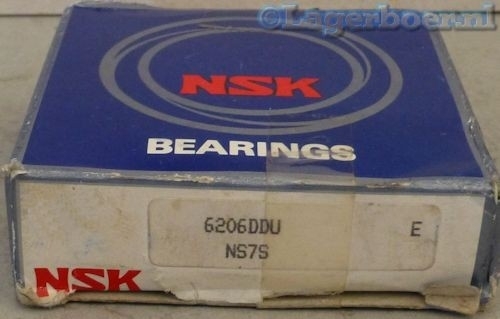 ©Lagerboer.nl
NSK
BEARINGS
6206DDU E
NS7S
NSK